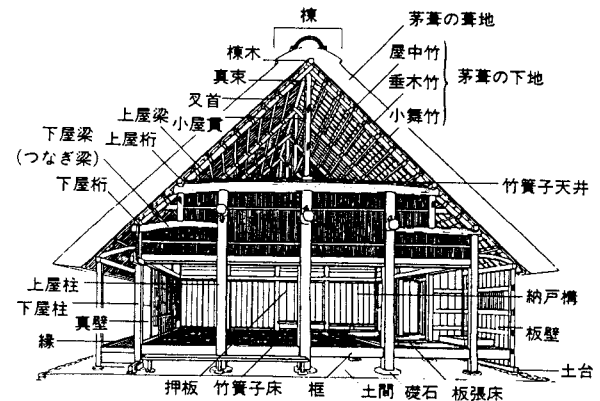 棟
茅葺の葺地
棟木
屋中竹
真束
垂木竹
茅葺の下地
叉首
小舞竹
小屋貫
上屋梁
上屋桁
下屋梁
(つなぎ梁)
下屋桁
竹簀子天井
上屋柱
下屋柱
真壁
縁
納戸構
板壁
土台
押板
竹簀子床
框
土間
礎石
板張床